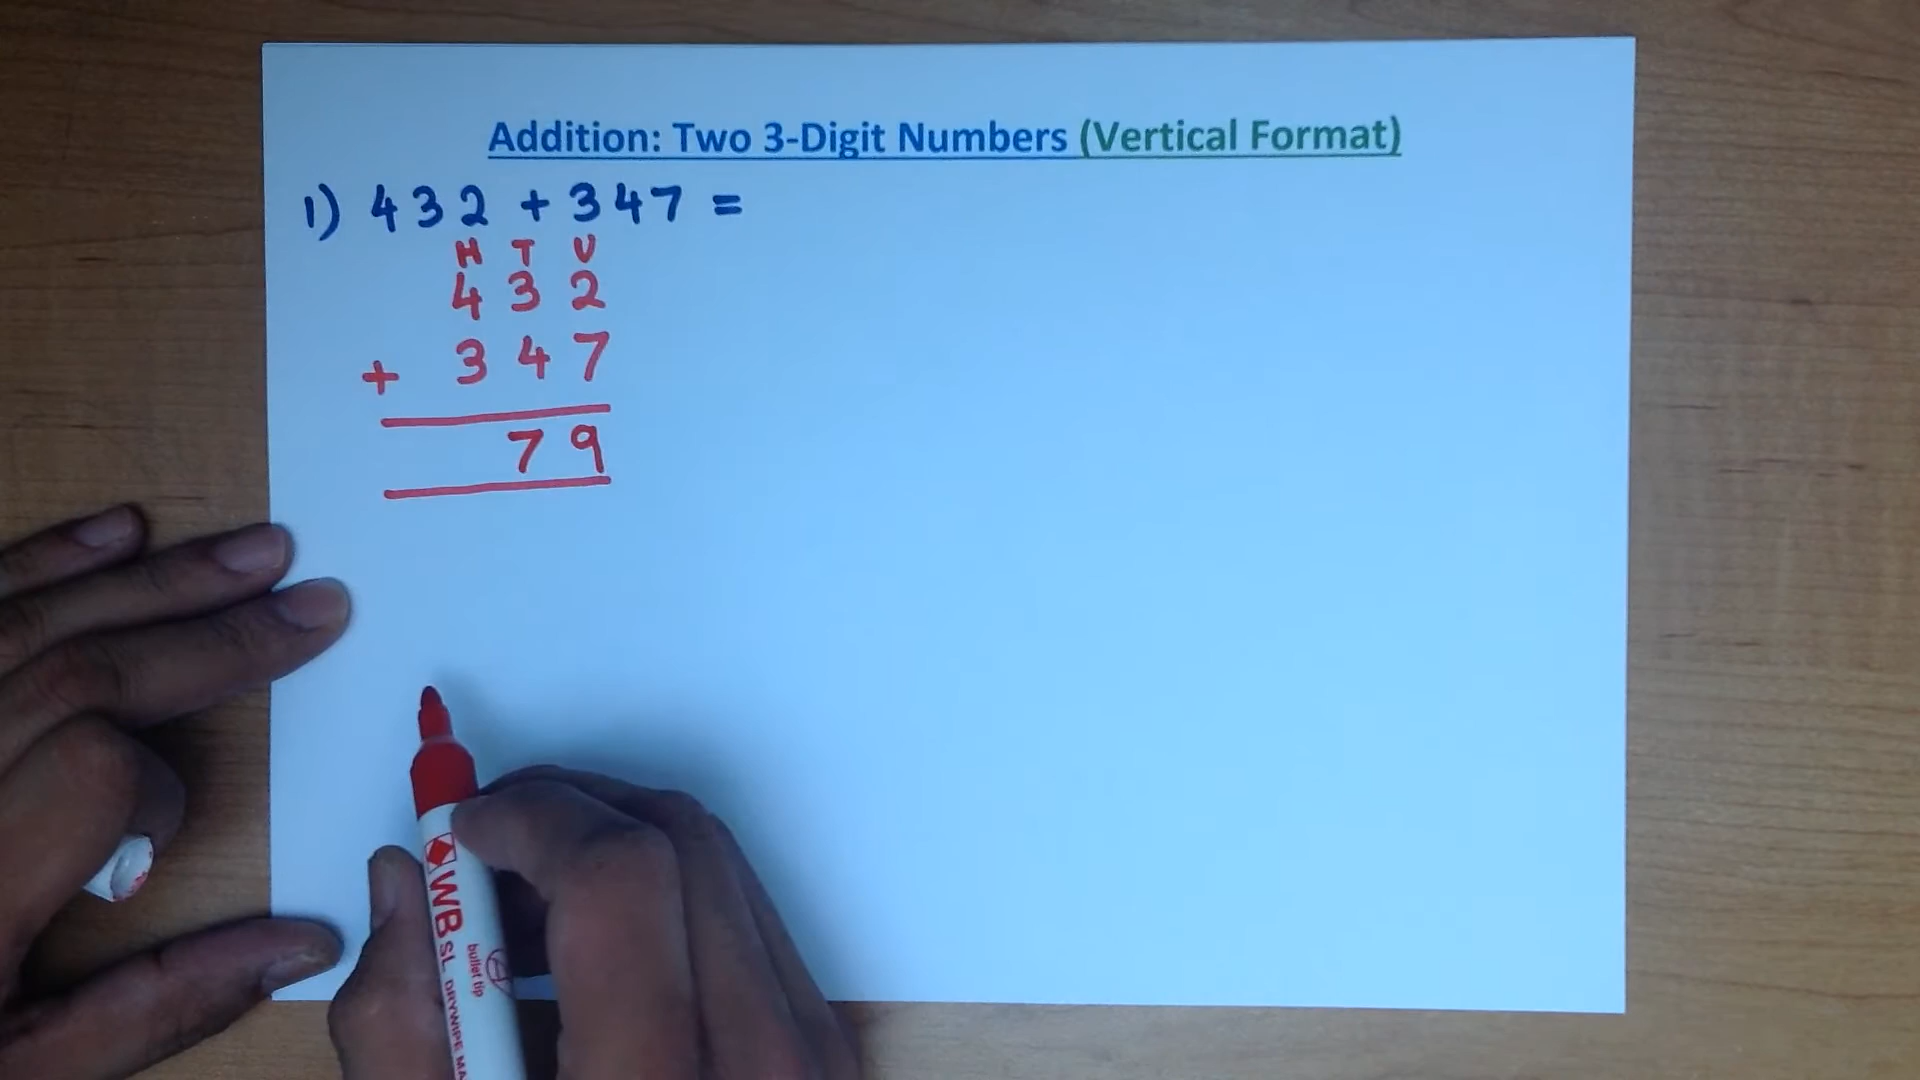 Addition: Two 3-Digit Numbers (Vertical Format)
1) 432 + 347 =
H T U
4 3 2
+ 3 4 7
7 9
WB SL
bullet tip
DRYWIPE MA